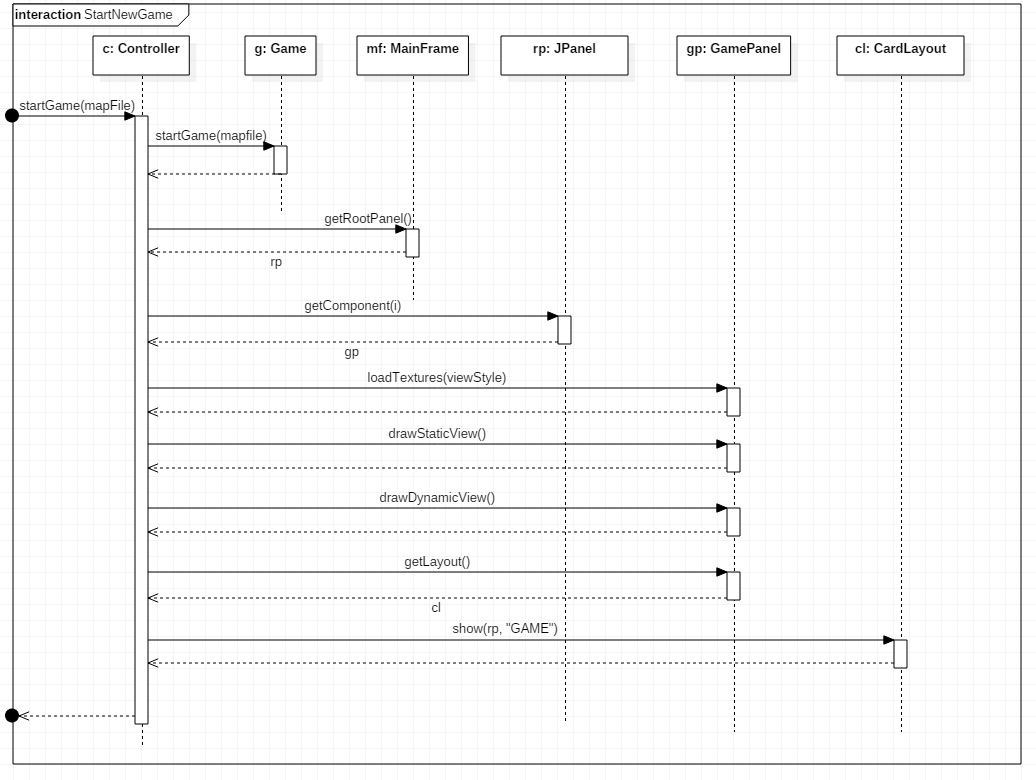 interaction StartNewGame
c: Controller
g: Game
mf: MainFrame
rp: JPanel
gp: GamePanel
cl: CardLayout
startGame(mapFile)
startGame(mapfile)
getRootPanel()
rp
getComponent(i)
gp
loadTextures(viewStyle)
drawStaticView()
drawDynamicView()
getLayout()
cl
show(rp, "GAME")